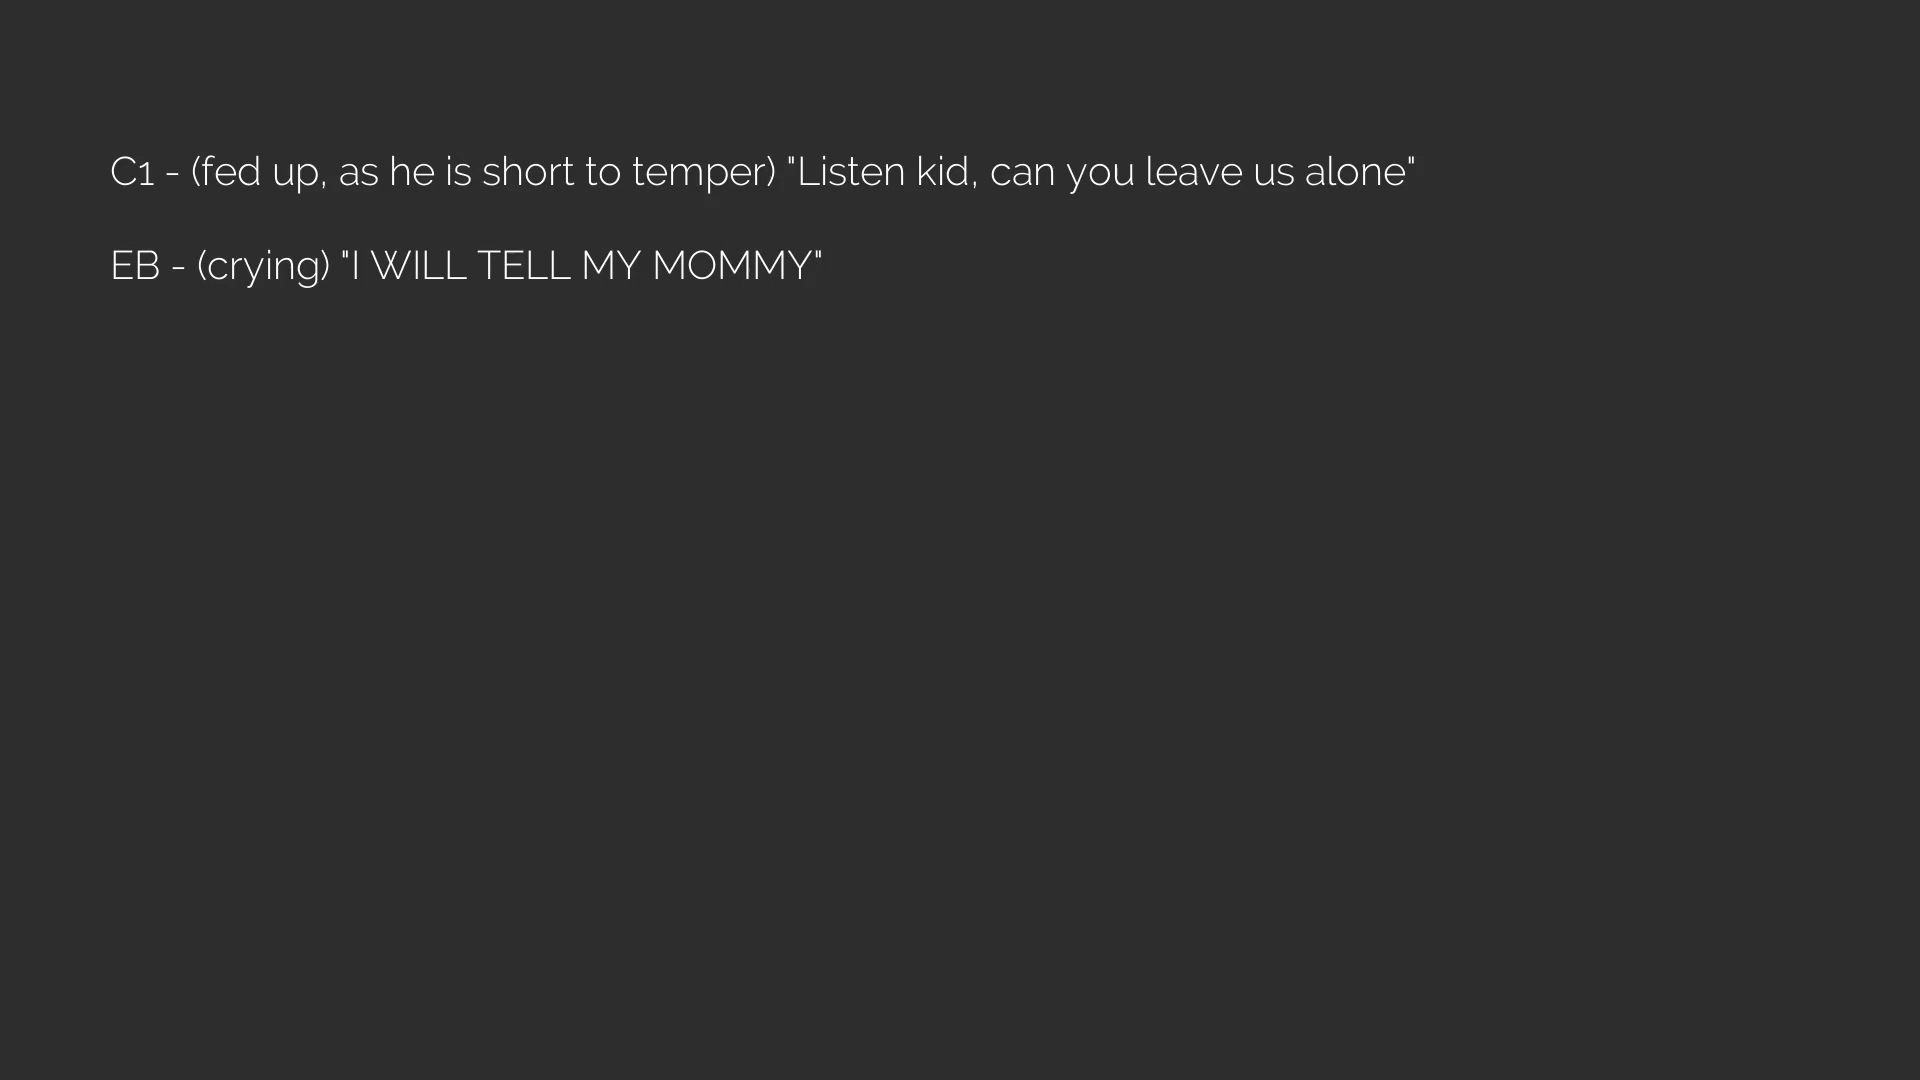 C1 - (fed up, as he is short to temper) "Listen kid, can you leave us alone"
EB - (crying) "I WILL TELL MY MOMMY"